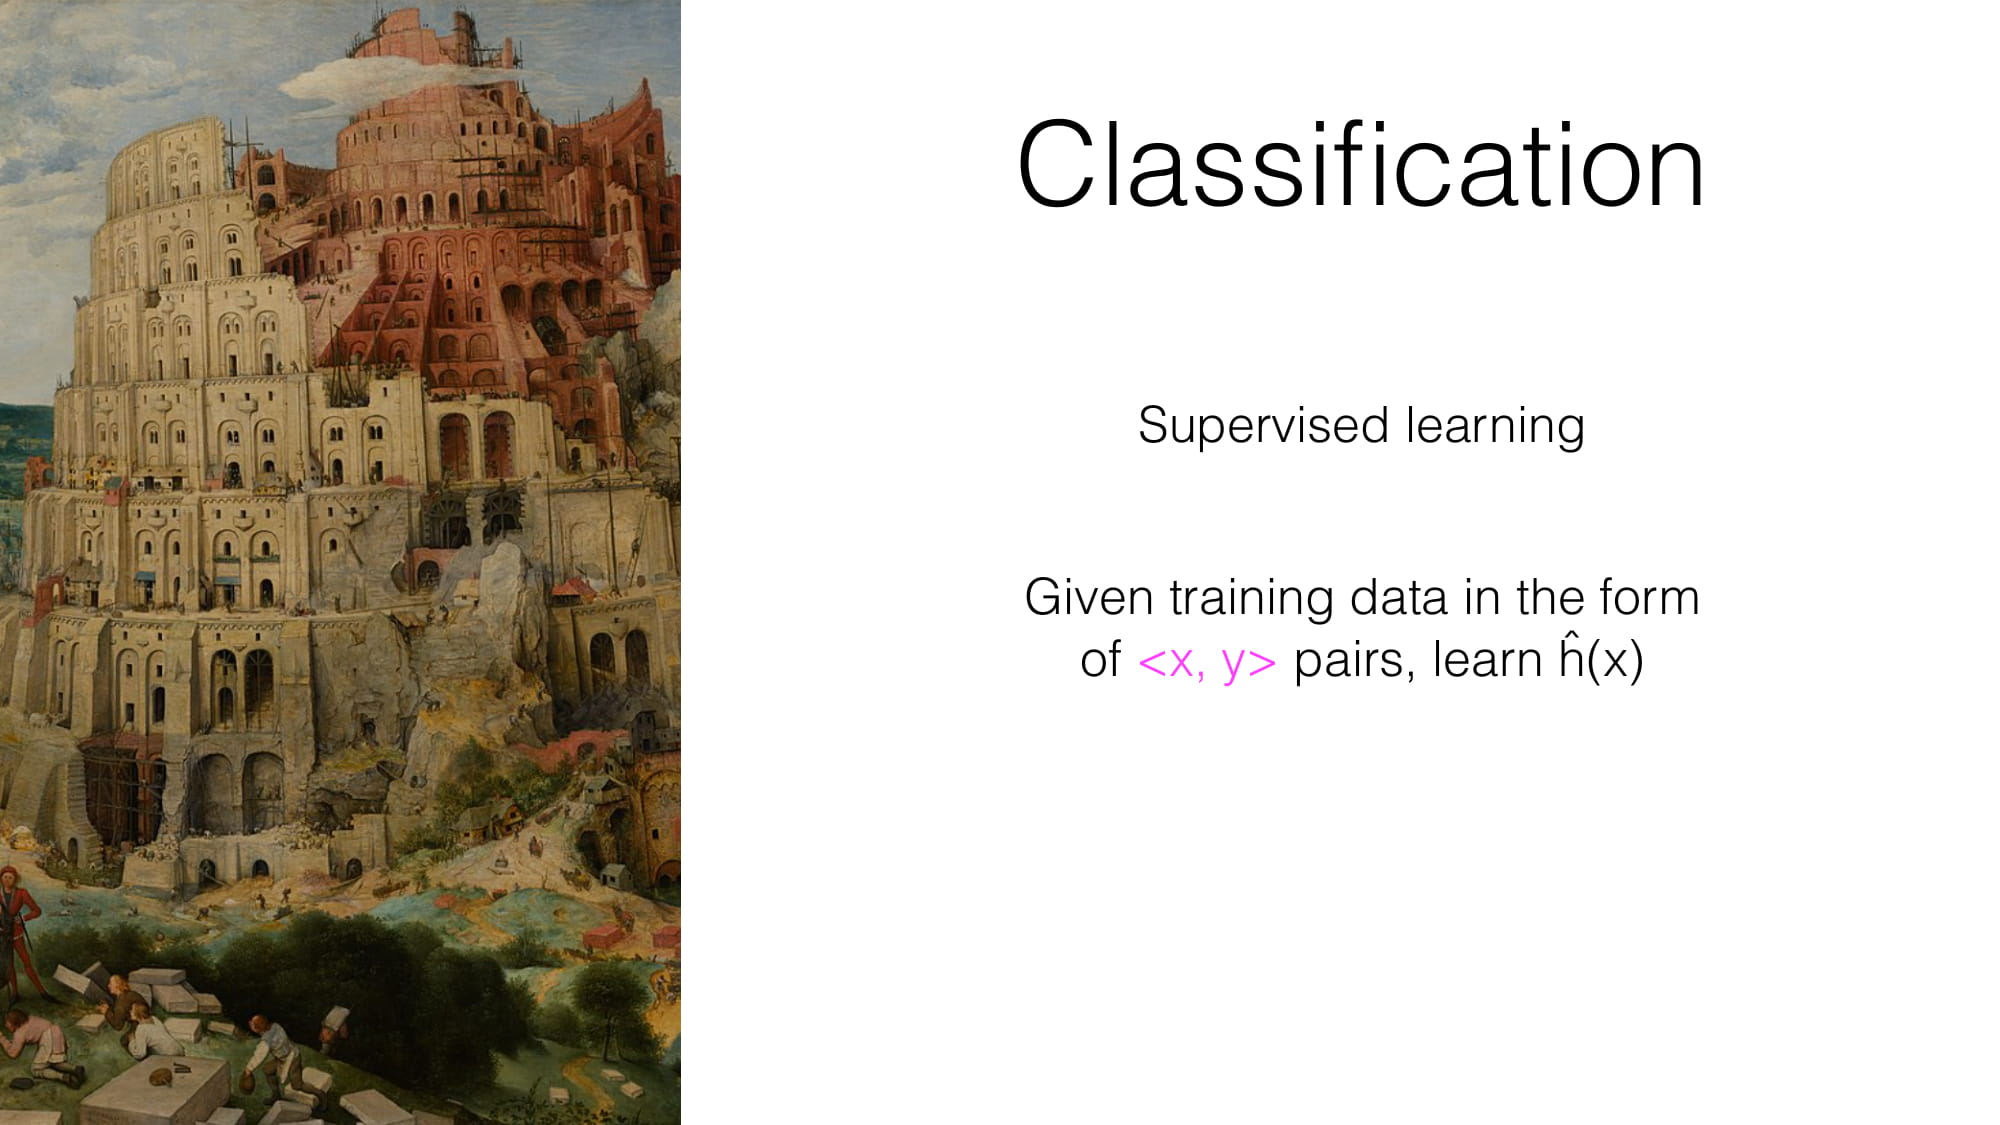 Classification
Supervised learning
Given training data in the form
of <x, y> pairs, learn ĥ(x)